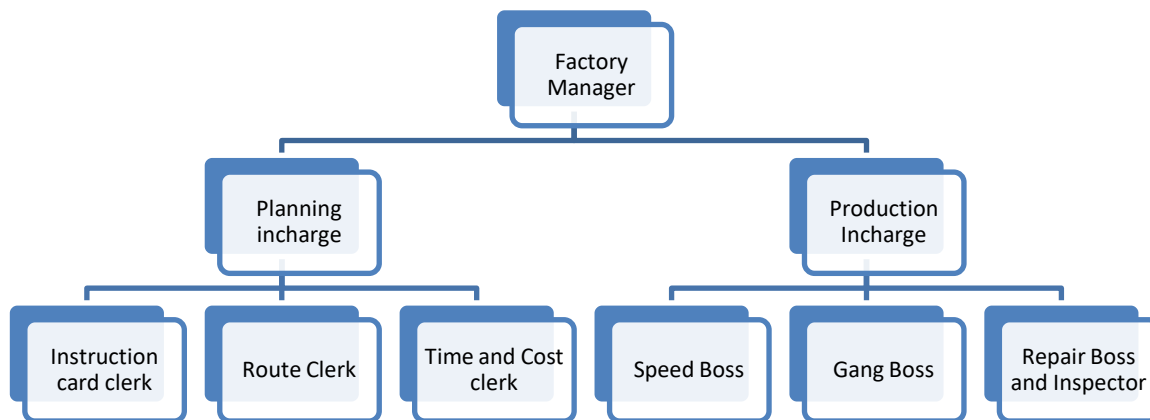 Factory
Manager
Planning
incharge
Production
Incharge
Instruction
card clerk
Route Clerk
Time and Cost
clerk
Speed Boss
Gang Boss
Repair Boss
and Inspector